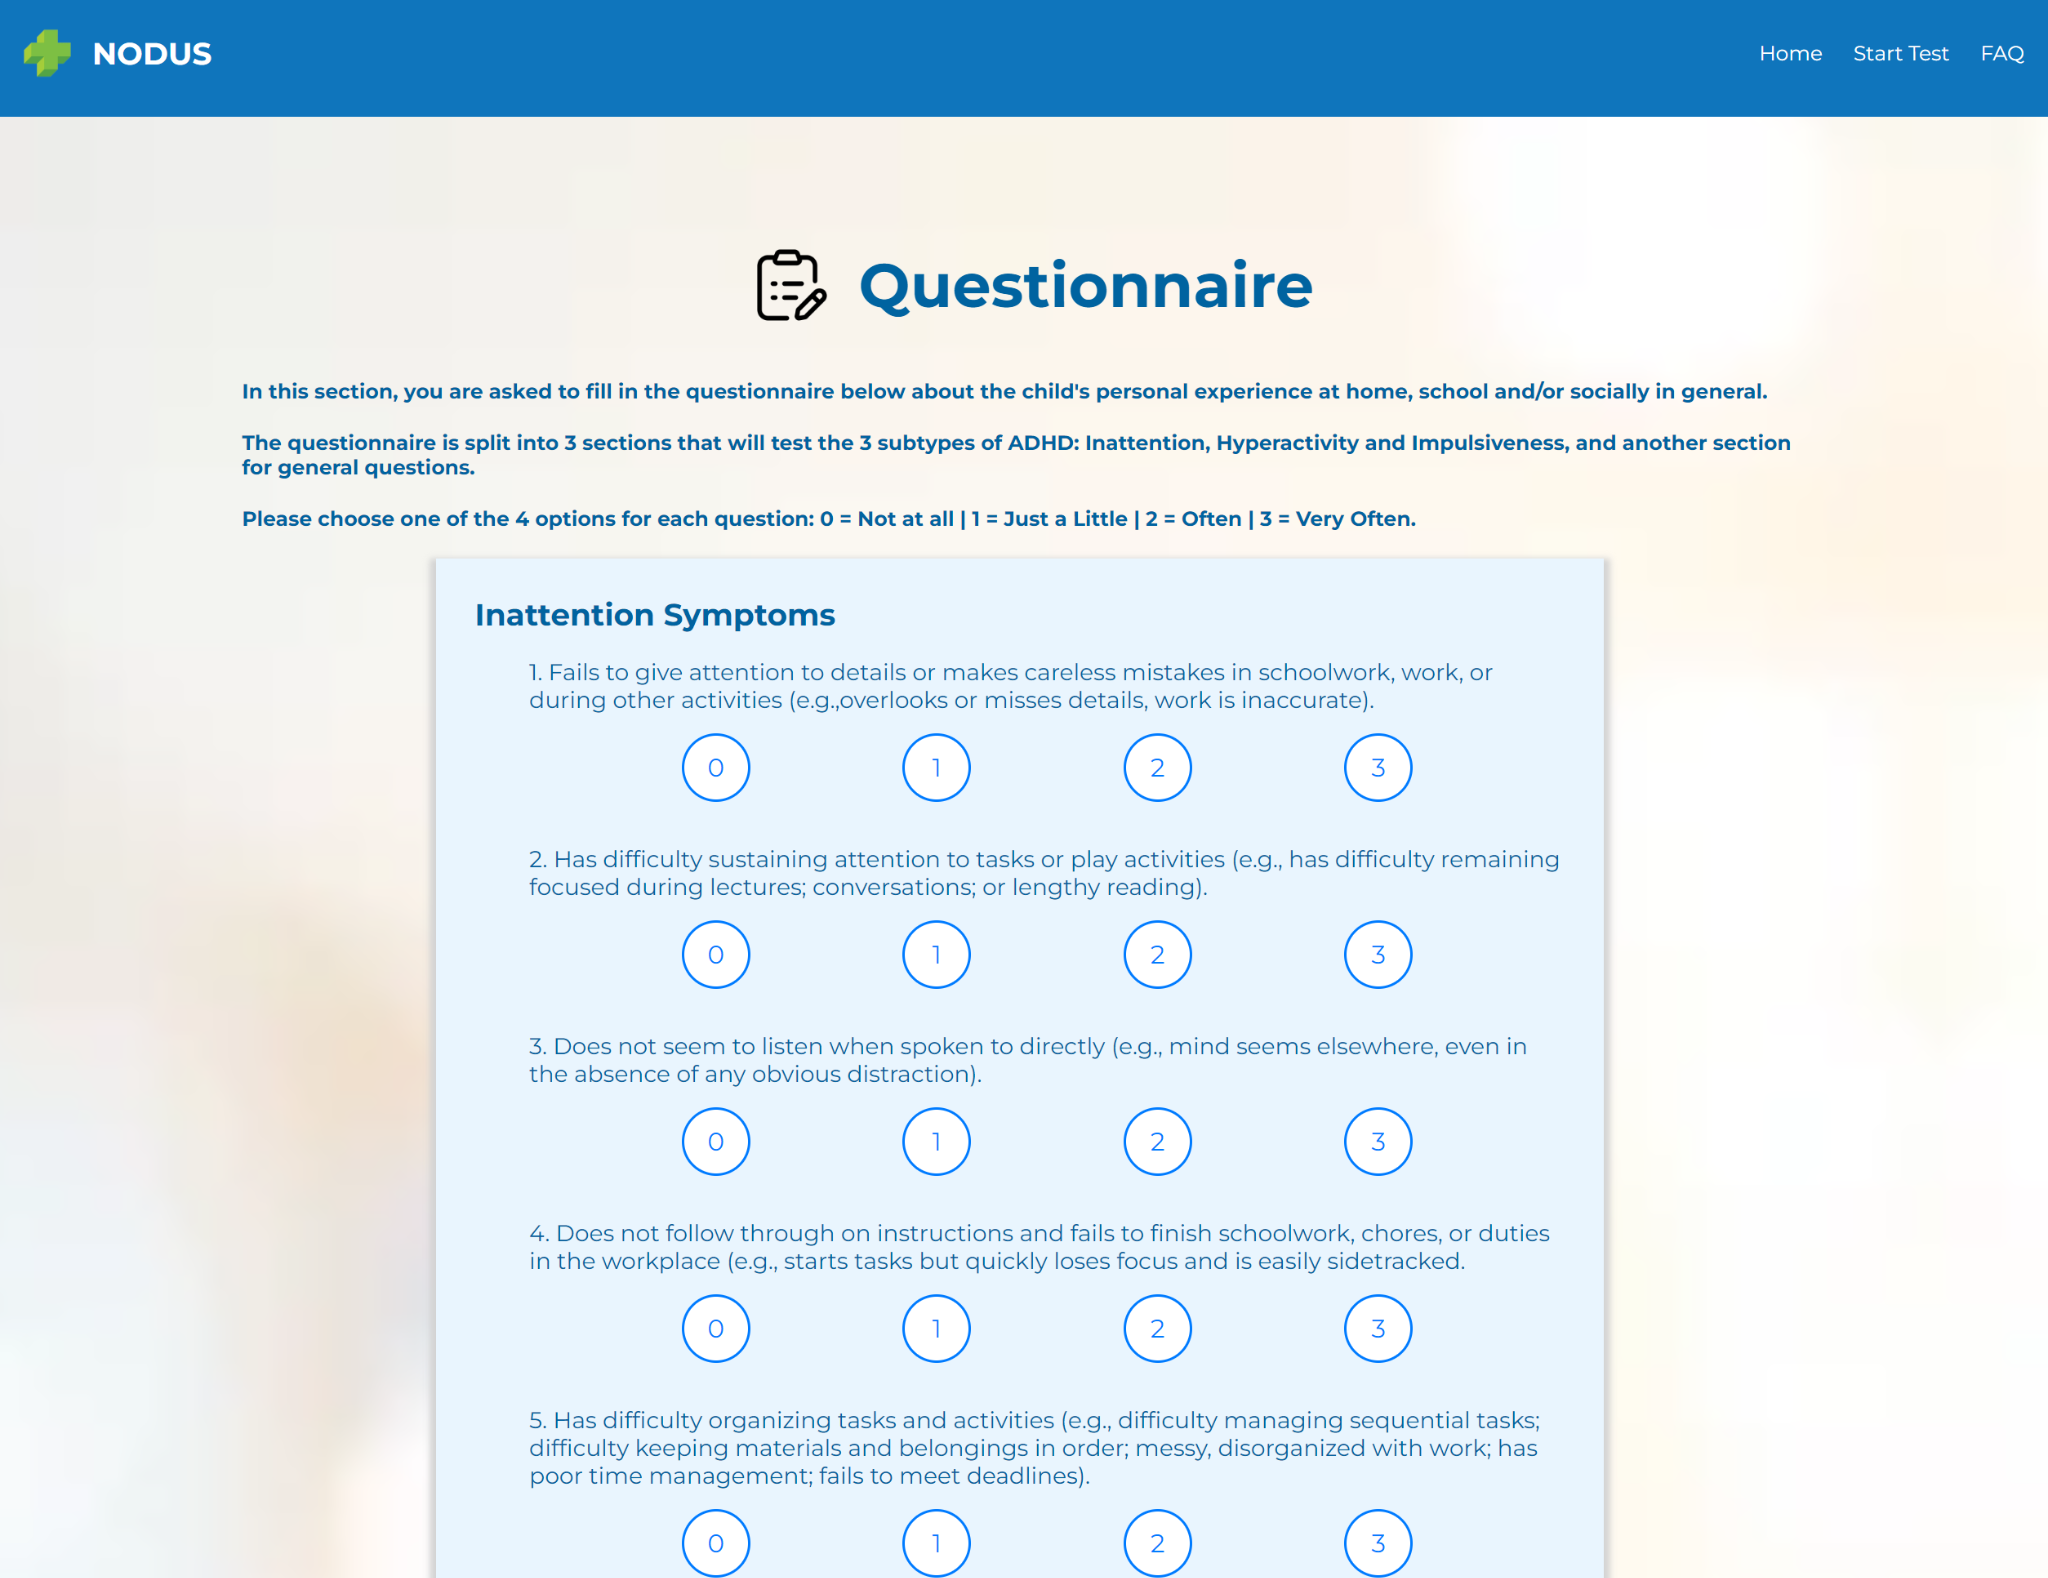 NODUS
Home Start Test FAQ
Questionnaire
In this section, you are asked to fill in the questionnaire below about the child's personal experience at home, school and/or socially in general.
The questionnaire is split into 3 sections that will test the 3 subtypes of ADHD: Inattention, Hyperactivity and Impulsiveness, and another section
for general questions.
Please choose one of the 4 options for each question: 0 = Not at all | 1 = Just a Little | 2 = Often | 3 = Very Often.
Inattention Symptoms
1. Fails to give attention to details or makes careless mistakes in schoolwork, work, or
during other activities (e.g.,overlooks or misses details, work is inaccurate).
0 1 2 3
2. Has difficulty sustaining attention to tasks or play activities (e.g., has difficulty remaining
focused during lectures; conversations; or lengthy reading).
0 1 2 3
3. Does not seem to listen when spoken to directly (e.g., mind seems elsewhere, even in
the absence of any obvious distraction).
0 1 2 3
4. Does not follow through on instructions and fails to finish schoolwork, chores, or duties
in the workplace (e.g., starts tasks but quickly loses focus and is easily sidetracked.
0 1 2 3
5. Has difficulty organizing tasks and activities (e.g., difficulty managing sequential tasks;
difficulty keeping materials and belongings in order; messy, disorganized with work; has
poor time management; fails to meet deadlines).
0 1 2 3